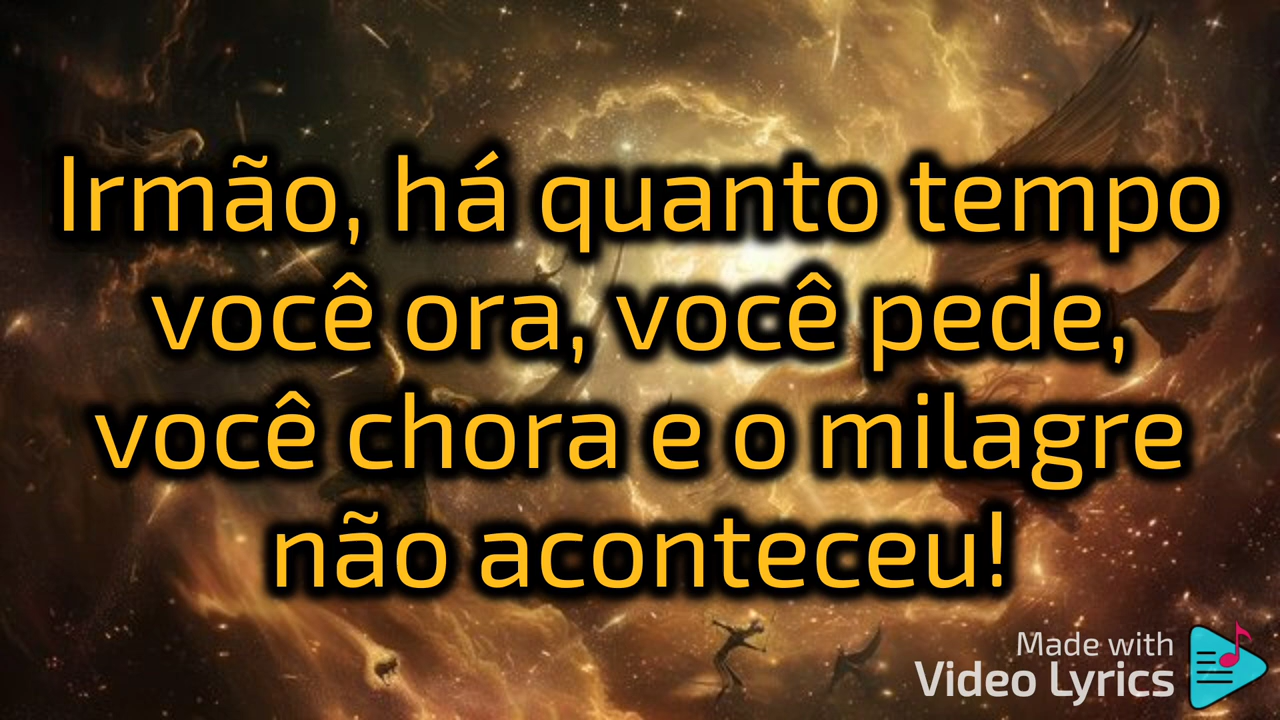 Irmão, há quanto tempo
você ora, você pede,
você chora e o milagre
não aconteceu!
Made with
Video Lyrics